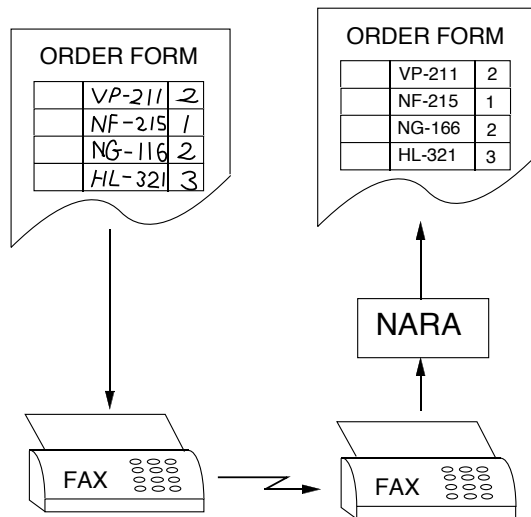 ORDER FORM
VP-211 2
NF-215 1
NG-116 2
HL-321 3
ORDER FORM
VP-211 2
NF-215 1
NG-166 2
HL-321 3
NARA
FAX
FAX